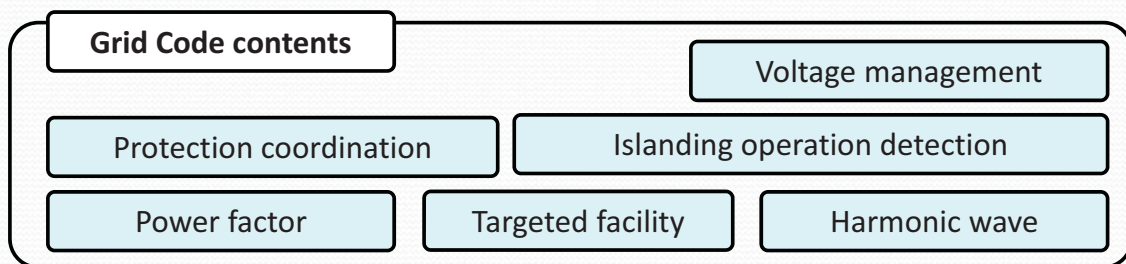 Grid Code contents
Voltage management
Protection coordination
Islanding operation detection
Power factor
Targeted facility
Harmonic wave